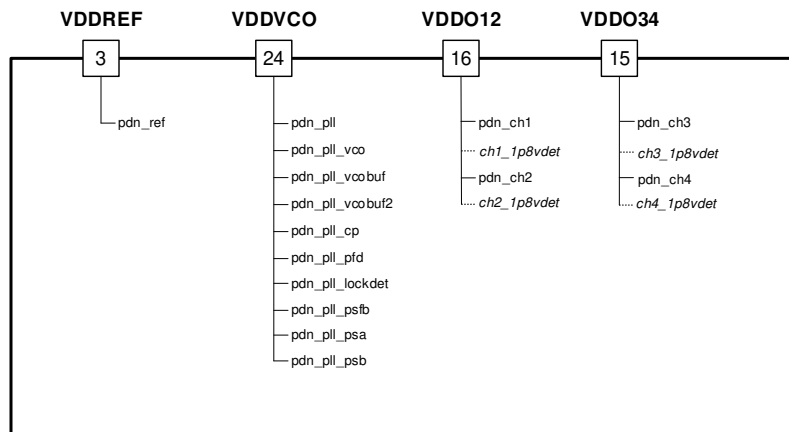 VDDREF
VDDVCO
VDDO12
VDDO34
3
24
16
15
pdn_ref
pdn_pll
pdn_pll_vco
pdn_pll_vcobuf
pdn_pll_vcobuf2
pdn_pll_cp
pdn_pll_pfd
pdn_pll_lockdet
pdn_pll_psfb
pdn_pll_psa
pdn_pll_psb
pdn_ch1
ch1_1p8vdet
pdn_ch2
ch2_1p8vdet
pdn_ch3
ch3_1p8vdet
pdn_ch4
ch4_1p8vdet